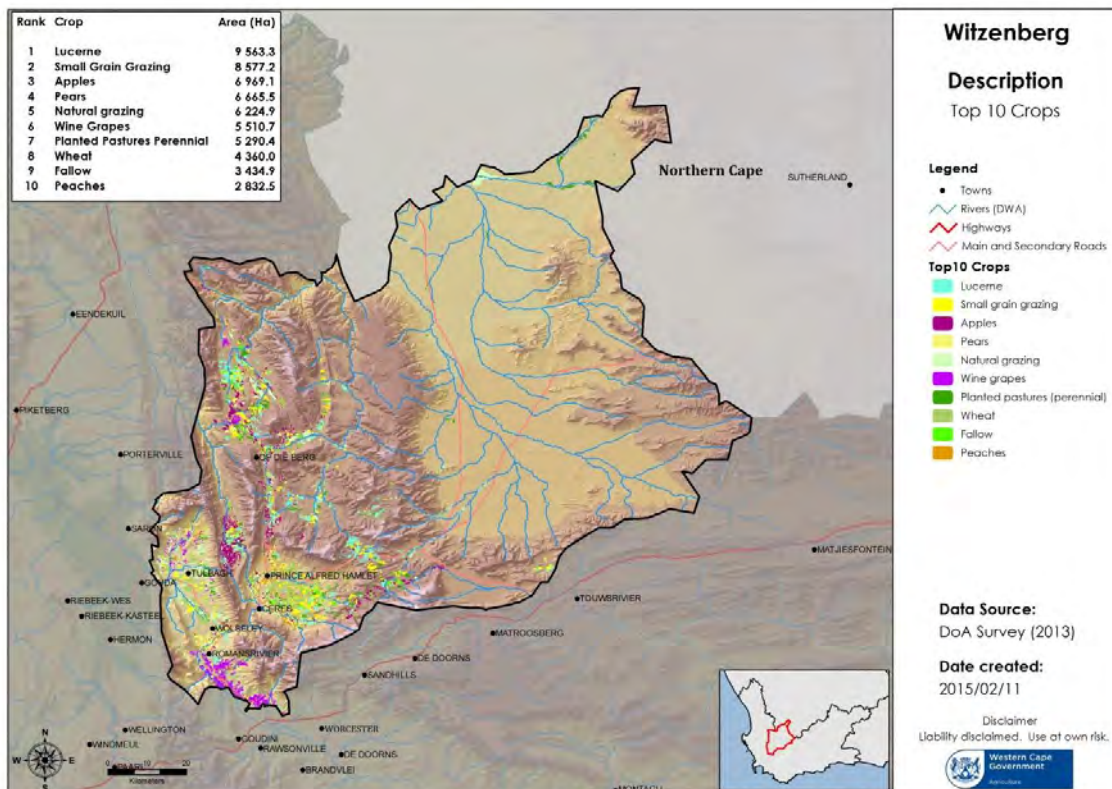 Rank Crop Area (Ha)
1 Lucerne 9 563.3
2 Small Grain Grazing 8 577.2
3 Apples 6 969.1
4 Pears 6 665.5
5 Natural grazing 6 224.9
6 Wine Grapes 5 510.7
7 Planted Pastures Perennial 5 290.4
8 Wheat 4 360.0
9 Fallow 3 434.9
10 Peaches 2 832.5
Northern Cape
SUTHERLAND
EENDEKUIL
PIKETBERG
PORTERVILLE
OP DIE BERG
SARON
MATJIESFONTEIN
TULBAGH
PRINCE ALFRED HAMLET
GOUDA
RIEBEEK-WES
TOUWSRIVIER
CERES
RIEBEEK-KASTEEL
WOLSELEY
MATROOSBERG
HERMON
ROMANSRIVIER
DE DOORNS
SANDHILLS
WELLINGTON
WORCESTER
GOUDINI
WINDMEUL
RAWSONVILLE
DE DOORNS
PAARL
BRANDVLEI
MONTAGU
N
W E
S
0 10 20
Kilometers
Witzenberg
Description
Top 10 Crops
Legend
Towns
Rivers (DWA)
Highways
Main and Secondary Roads
Top10 Crops
Lucerne
Small grain grazing
Apples
Pears
Natural grazing
Wine grapes
Planted pastures (perennial)
Wheat
Fallow
Peaches
Data Source:
DoA Survey (2013)
Date created:
2015/02/11
Disclaimer
Liability disclaimed. Use at own risk.
Western Cape
Government
Agriculture